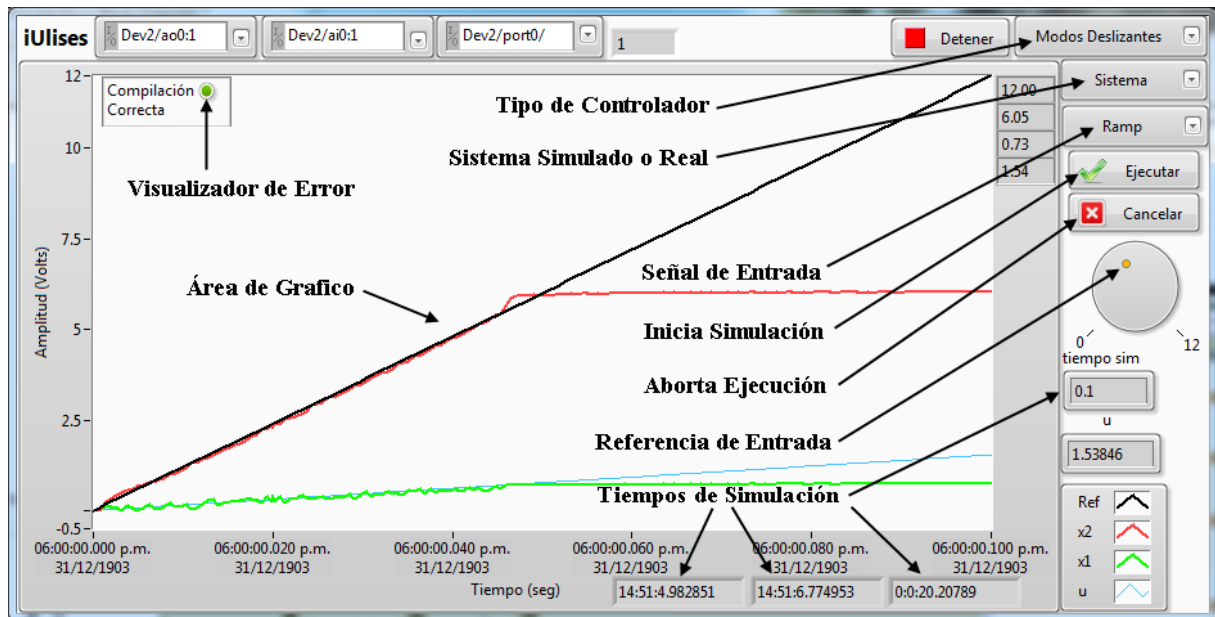 iUlises Dev2/ao0:1 Dev2/ai0:1 Dev2/port0/ 1 Detener Modos Deslizantes
Compilación
Correcta
Tipo de Controlador
Sistema
Sistema Simulado o Real
Ramp
Visualizador de Error
Ejecutar
Cancelar
12.00
6.05
0.73
1.54
Señal de Entrada
Área de Grafico
Inicia Simulación
Aborta Ejecución
Referencia de Entrada
Tiempos de Simulación
0 12
tiempo sim
0.1
u
1.53846
Ref
x2
x1
u
Amplitud (Volts)
12
10
7.5
5
2.5
-0.5
06:00:00.000 p.m. 06:00:00.020 p.m. 06:00:00.040 p.m. 06:00:00.060 p.m. 06:00:00.080 p.m. 06:00:00.100 p.m.
31/12/1903 31/12/1903 31/12/1903 31/12/1903 31/12/1903 31/12/1903
Tiempo (seg) 14:51:4.982851 14:51:6.774953 0:0:20.20789